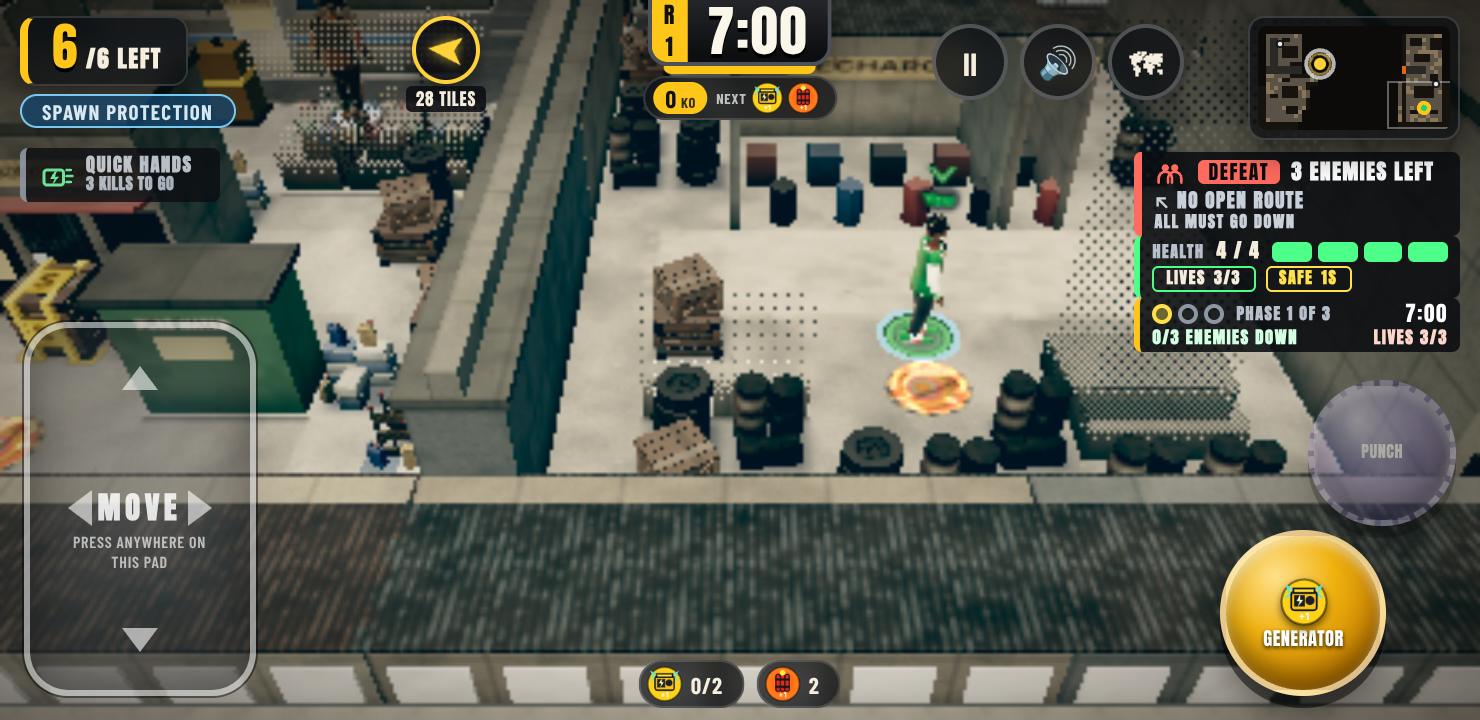 6 /6 LEFT
SPAWN PROTECTION
QUICK HANDS
3 KILLS TO GO
28 TILES
R
1
7:00
0 KO NEXT
DEFEAT 3 ENEMIES LEFT
NO OPEN ROUTE
ALL MUST GO DOWN
HEALTH 4 / 4
LIVES 3/3 SAFE 1S
PHASE 1 OF 3 7:00
0/3 ENEMIES DOWN LIVES 3/3
PUNCH
MOVE
PRESS ANYWHERE ON
THIS PAD
GENERATOR
0/2
2